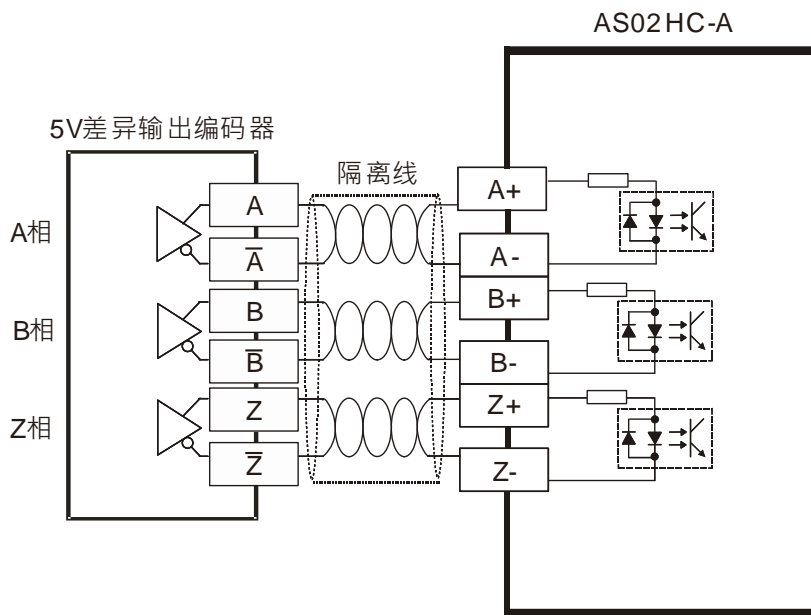 AS02HC-A
5V差异输出编码器
隔离线
A相
A
A̅
A+
A-
B相
B
B̅
B+
B-
Z相
Z
Z̅
Z+
Z-